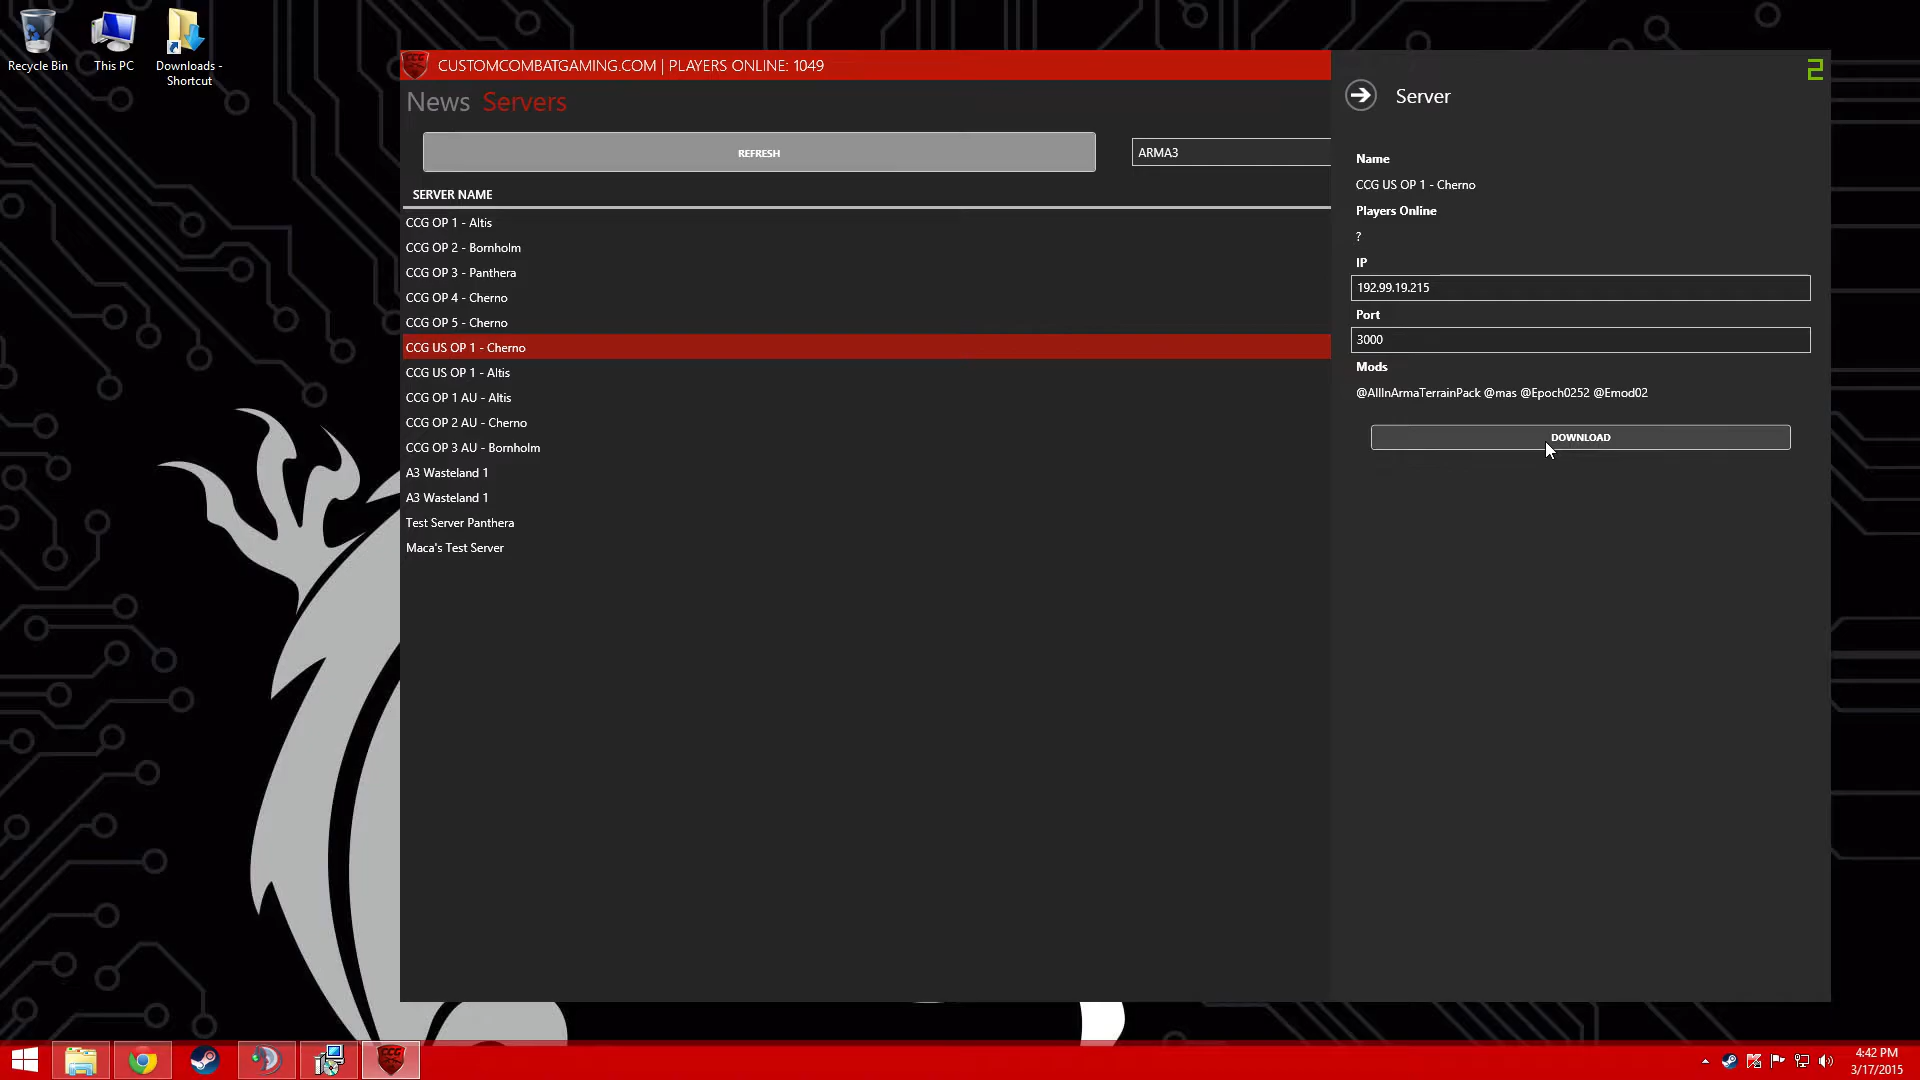 Recycle Bin
This PC
Downloads -
Shortcut
CCG
CUSTOMCOMBATGAMING.COM | PLAYERS ONLINE: 1049
2
News Servers
REFRESH
ARMA3
SERVER NAME
CCG OP 1 - Altis
CCG OP 2 - Bornholm
CCG OP 3 - Panthera
CCG OP 4 - Cherno
CCG OP 5 - Cherno
CCG US OP 1 - Cherno
CCG US OP 1 - Altis
CCG OP 1 AU - Altis
CCG OP 2 AU - Cherno
CCG OP 3 AU - Bornholm
A3 Wasteland 1
A3 Wasteland 1
Test Server Panthera
Maca's Test Server
Server
Name
CCG US OP 1 - Cherno
Players Online
?
IP
192.99.19.215
Port
3000
Mods
@AllInArmaTerrainPack @mas @Epoch0252 @Emod02
DOWNLOAD
CCG
4:42 PM
3/17/2015